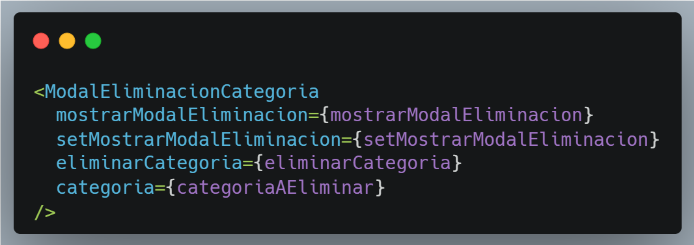 <ModalEliminacionCategoria
  mostrarModalEliminacion={mostrarModalEliminacion}
  setMostrarModalEliminacion={setMostrarModalEliminacion}
  eliminarCategoria={eliminarCategoria}
  categoria={categoriaAEliminar}
/>